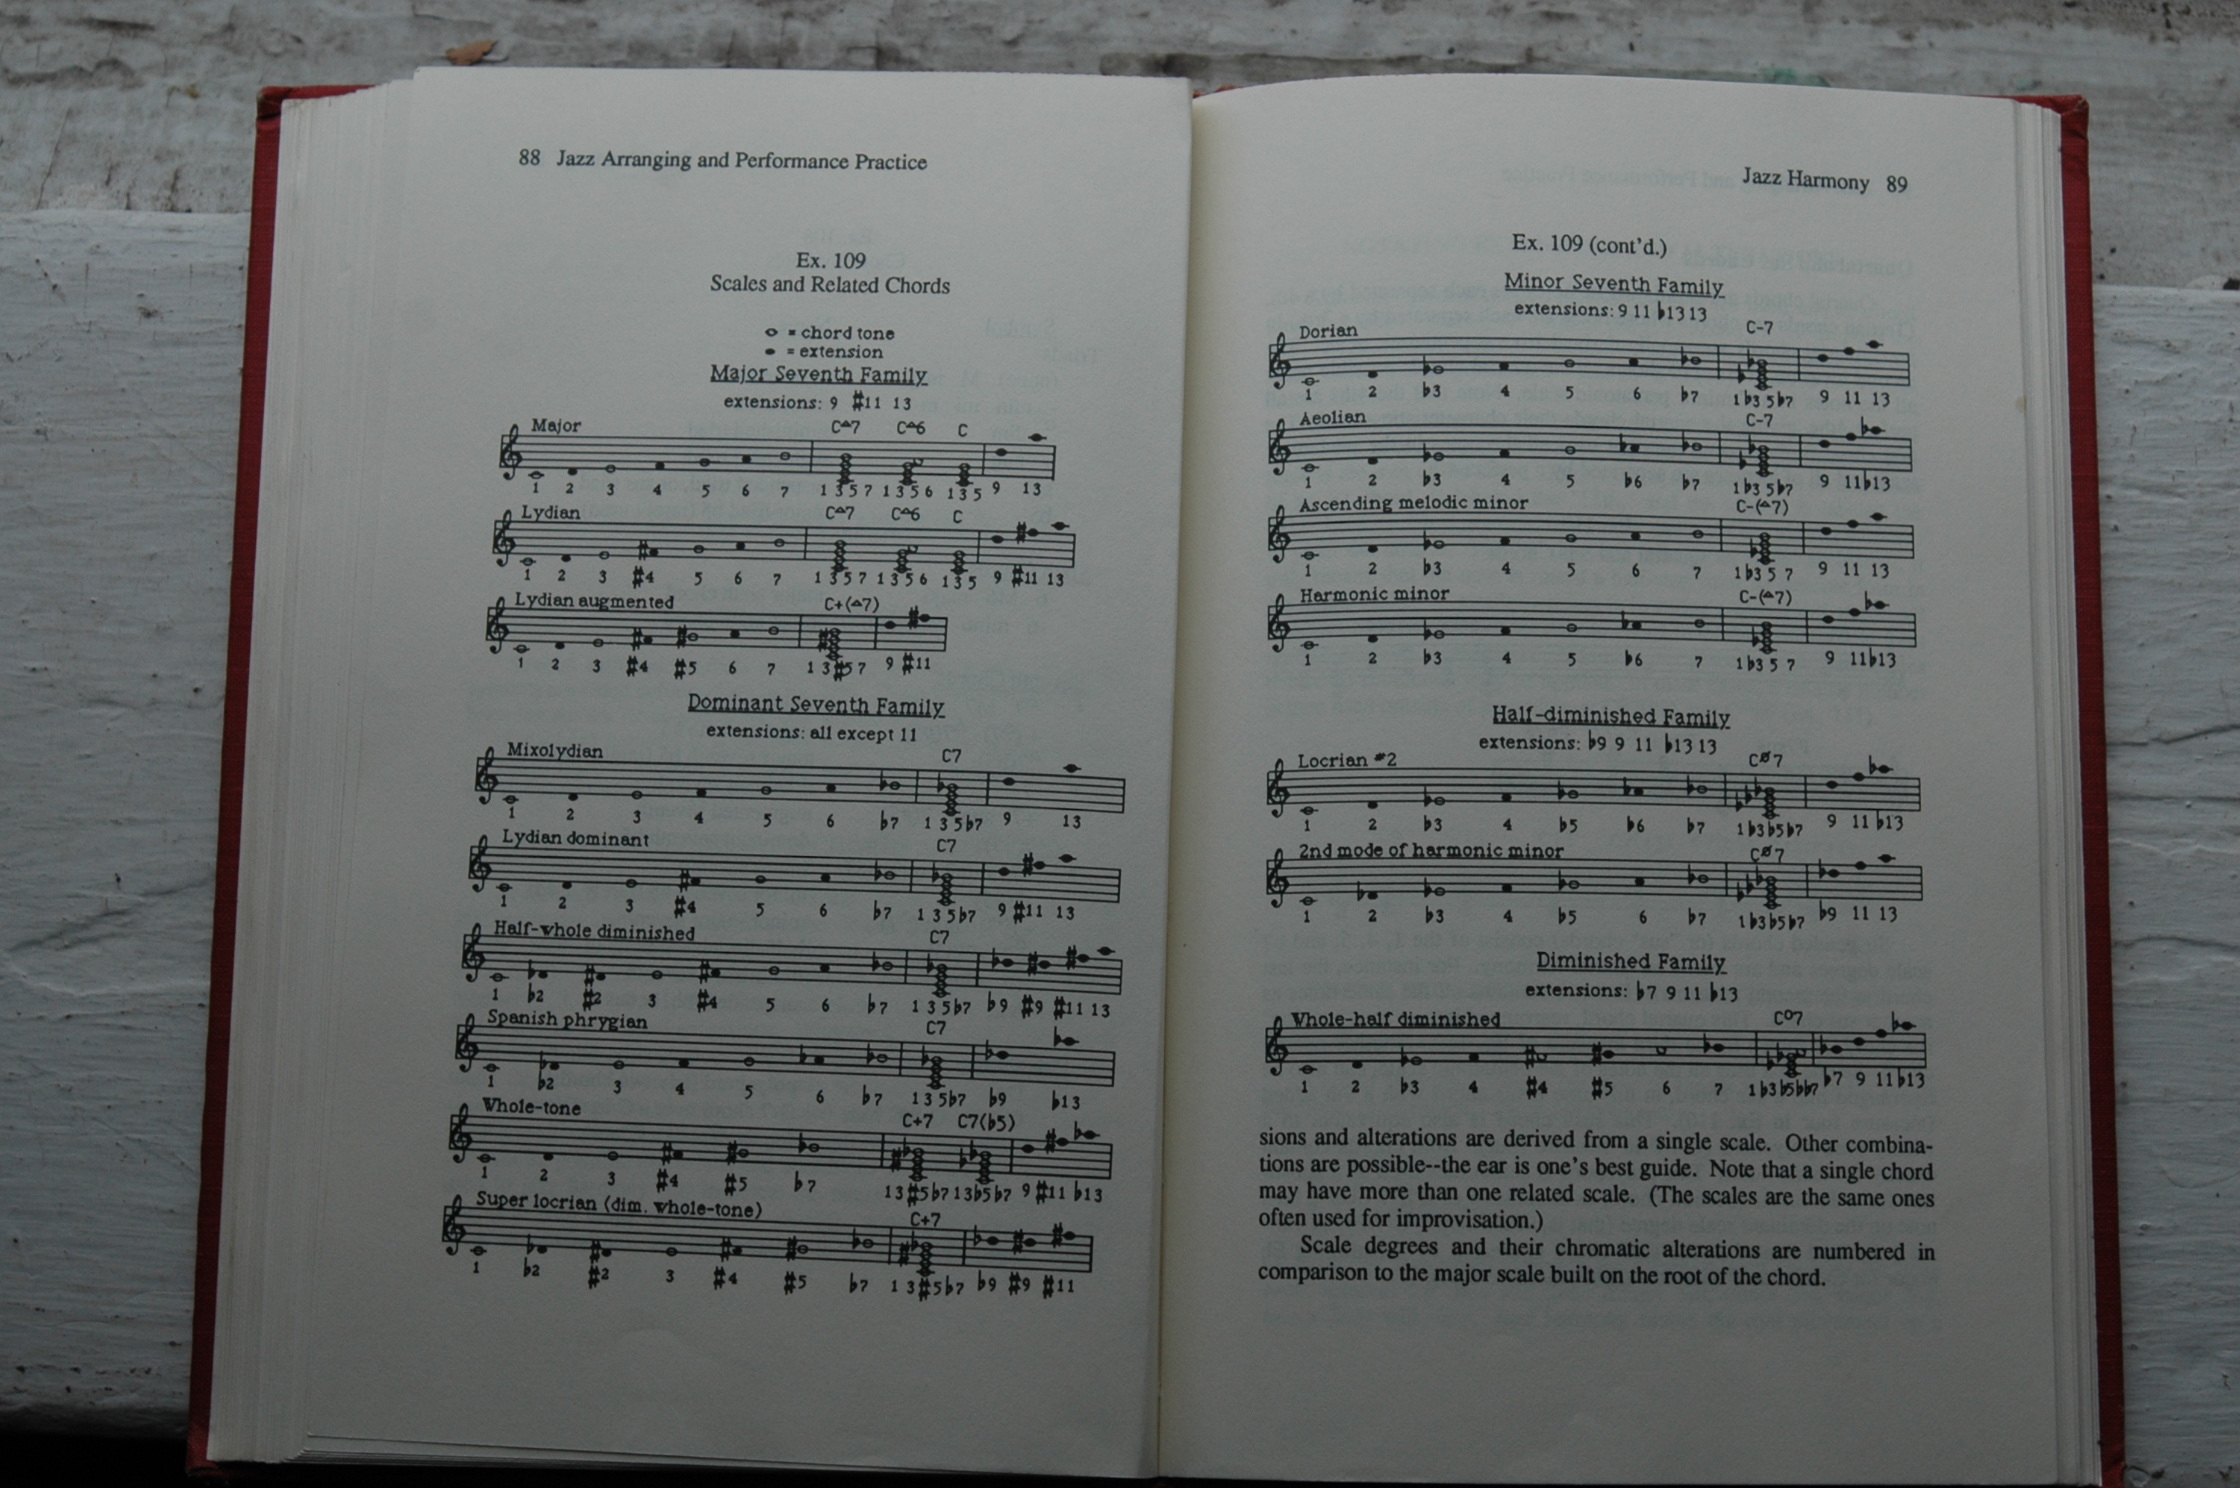 88 Jazz Arranging and Performance Practice
Ex. 109
Scales and Related Chords
= chord tone
= extension
Major Seventh Family
extensions: 9 #11 13
Major C△7 C△6 C
1 2 3 4 5 6 7 1 3 5 7 1 3 5 6 1 3 5 9 13
Lydian C△7 C△6 C
1 2 3 #4 5 6 7 1 3 5 7 1 3 5 6 1 3 5 9 #11 13
Lydian augmented C+(△7)
1 2 3 #4 #5 6 7 1 3 #5 7 9 #11
Dominant Seventh Family
extensions: all except 11
Mixolydian C7
1 2 3 4 5 6 ♭7 1 3 5 ♭7 9 13
Lydian dominant C7
1 2 3 #4 5 6 ♭7 1 3 5 ♭7 9 #11 13
Half-whole diminished C7
1 ♭2 #2 3 #4 5 6 ♭7 1 3 5 ♭7 ♭9 #9 #11 13
Spanish phrygian C7
1 ♭2 3 4 5 6 ♭7 1 3 5 ♭7 ♭9 ♭13
Whole-tone C+7 C7(♭5)
1 2 3 #4 #5 ♭7 1 3 #5 ♭7 1 3 ♭5 ♭7 9 #11 ♭13
Super locrian (dim. whole-tone) C+7
1 ♭2 #2 3 #4 #5 ♭7 1 3 #5 ♭7 ♭9 #9 #11
Jazz Harmony 89
Ex. 109 (cont'd.)
Minor Seventh Family
extensions: 9 11 ♭13 13
Dorian C-7
1 2 ♭3 4 5 6 ♭7 1 ♭3 5 ♭7 9 11 13
Aeolian C-7
1 2 ♭3 4 5 ♭6 ♭7 1 ♭3 5 ♭7 9 11 ♭13
Ascending melodic minor C-(△7)
1 2 ♭3 4 5 6 7 1 ♭3 5 7 9 11 13
Harmonic minor C-(△7)
1 2 ♭3 4 5 ♭6 7 1 ♭3 5 7 9 11 ♭13
Half-diminished Family
extensions: ♭9 9 11 ♭13 13
Locrian #2 CØ7
1 2 ♭3 4 ♭5 ♭6 ♭7 1 ♭3 ♭5 ♭7 9 11 ♭13
2nd mode of harmonic minor CØ7
1 2 ♭3 4 ♭5 6 ♭7 1 ♭3 ♭5 ♭7 ♭9 11 13
Diminished Family
extensions: ♭7 9 11 ♭13
Whole-half diminished Co7
1 2 ♭3 4 #4 #5 6 7 1 ♭3 ♭5 ♭♭7 ♭7 9 11 ♭13
sions and alterations are derived from a single scale. Other combina-
tions are possible--the ear is one's best guide. Note that a single chord
may have more than one related scale. (The scales are the same ones
often used for improvisation.)
Scale degrees and their chromatic alterations are numbered in
comparison to the major scale built on the root of the chord.